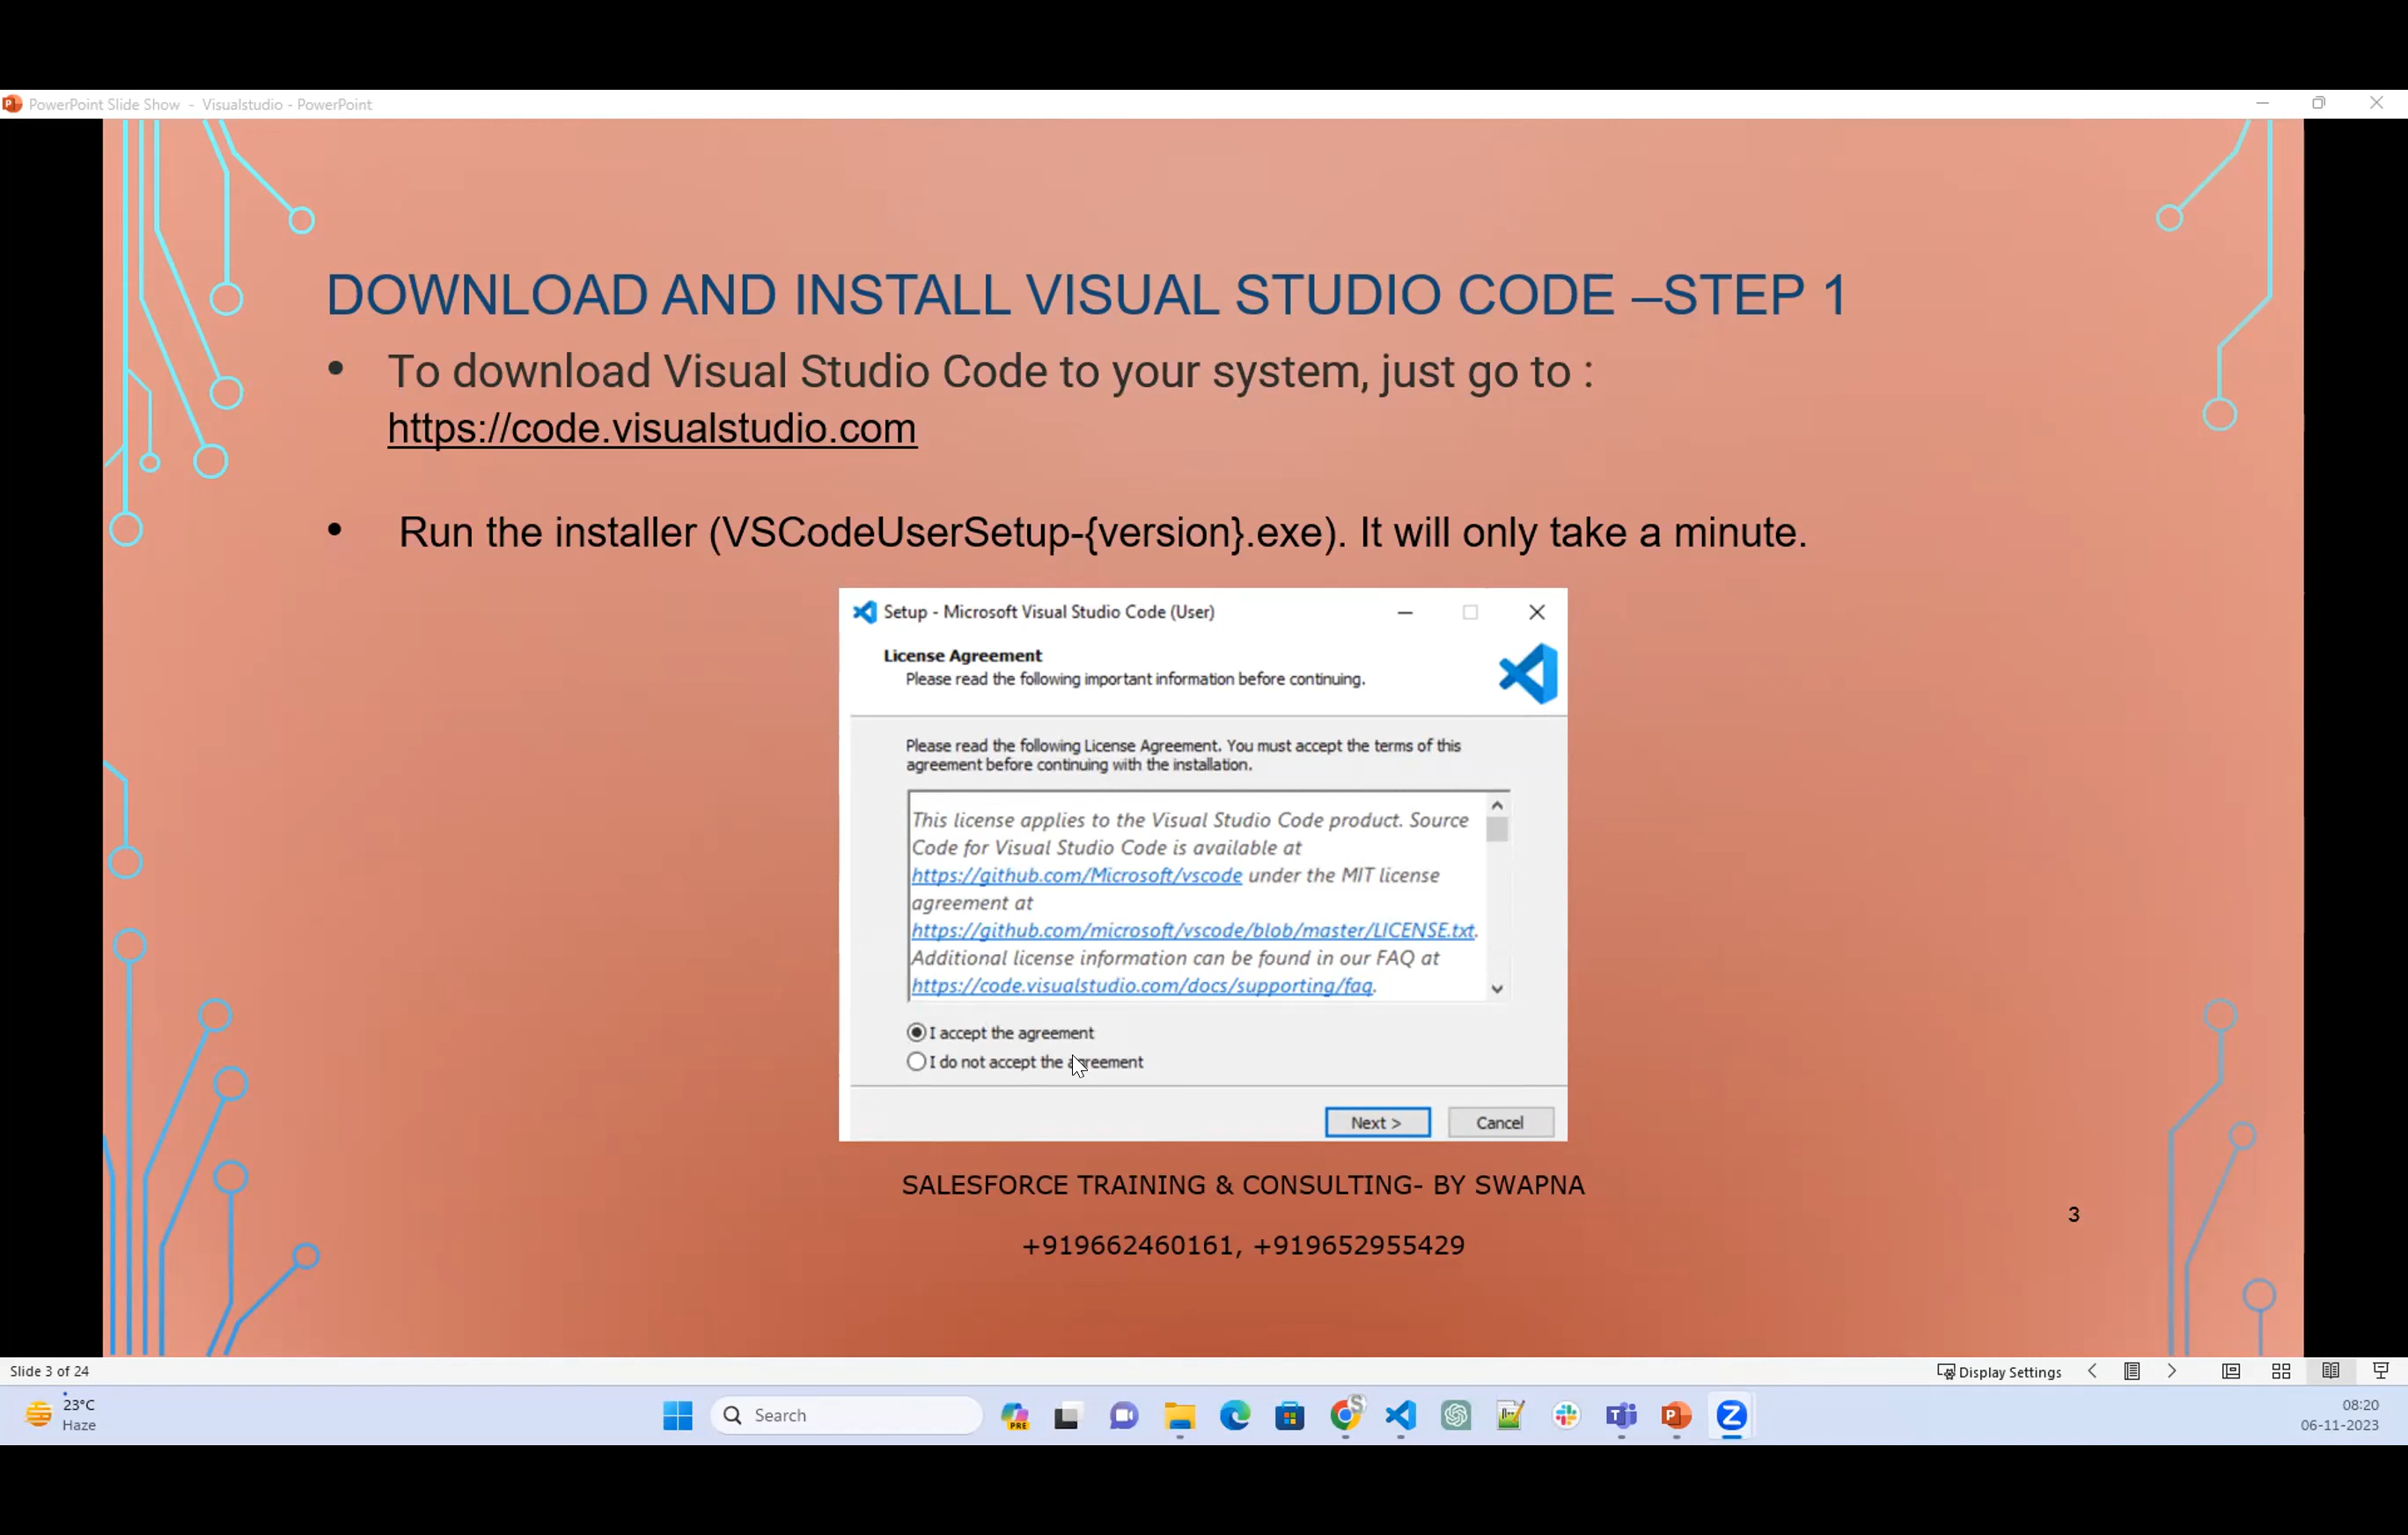 PowerPoint Slide Show - Visualstudio - PowerPoint
DOWNLOAD AND INSTALL VISUAL STUDIO CODE –STEP 1
• To download Visual Studio Code to your system, just go to :
https://code.visualstudio.com
• Run the installer (VSCodeUserSetup-{version}.exe). It will only take a minute.
Setup - Microsoft Visual Studio Code (User)
License Agreement
Please read the following important information before continuing.
Please read the following License Agreement. You must accept the terms of this
agreement before continuing with the installation.
This license applies to the Visual Studio Code product. Source
Code for Visual Studio Code is available at
https://github.com/Microsoft/vscode under the MIT license
agreement at
https://github.com/microsoft/vscode/blob/master/LICENSE.txt.
Additional license information can be found in our FAQ at
https://code.visualstudio.com/docs/supporting/faq.
I accept the agreement
I do not accept the agreement
Next >
Cancel
SALESFORCE TRAINING & CONSULTING- BY SWAPNA
3
+919662460161, +919652955429
Slide 3 of 24
Display Settings
23°C
Haze
Search
PRE
08:20
06-11-2023